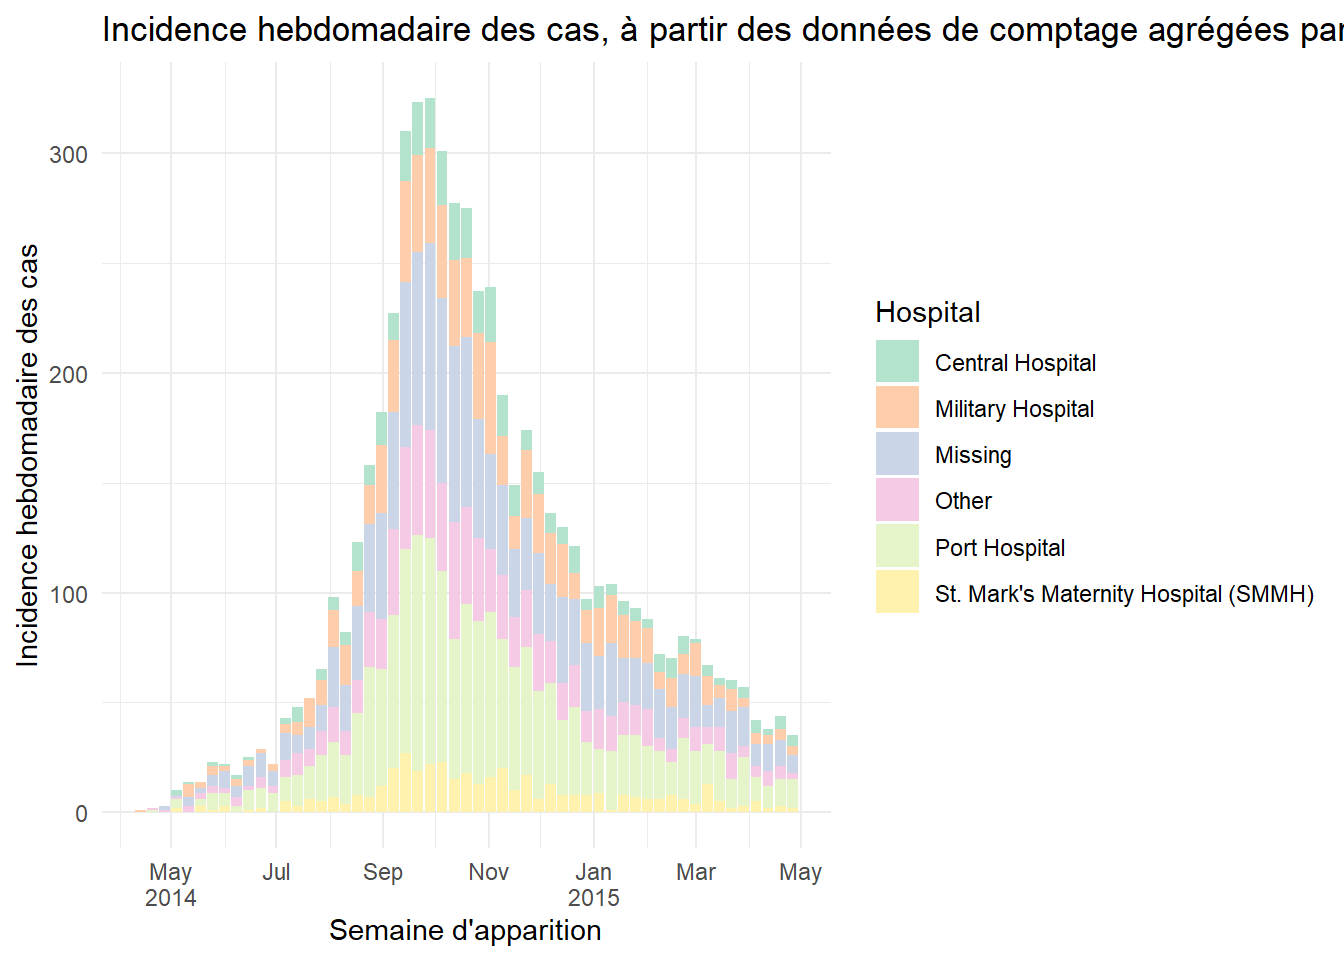 Incidence hebdomadaire des cas, à partir des données de comptage agrégées par
Incidence hebdomadaire des cas
300
200
100
0
May
2014
Jul
Sep
Nov
Jan
2015
Mar
May
Semaine d'apparition
Hospital
Central Hospital
Military Hospital
Missing
Other
Port Hospital
St. Mark's Maternity Hospital (SMMH)